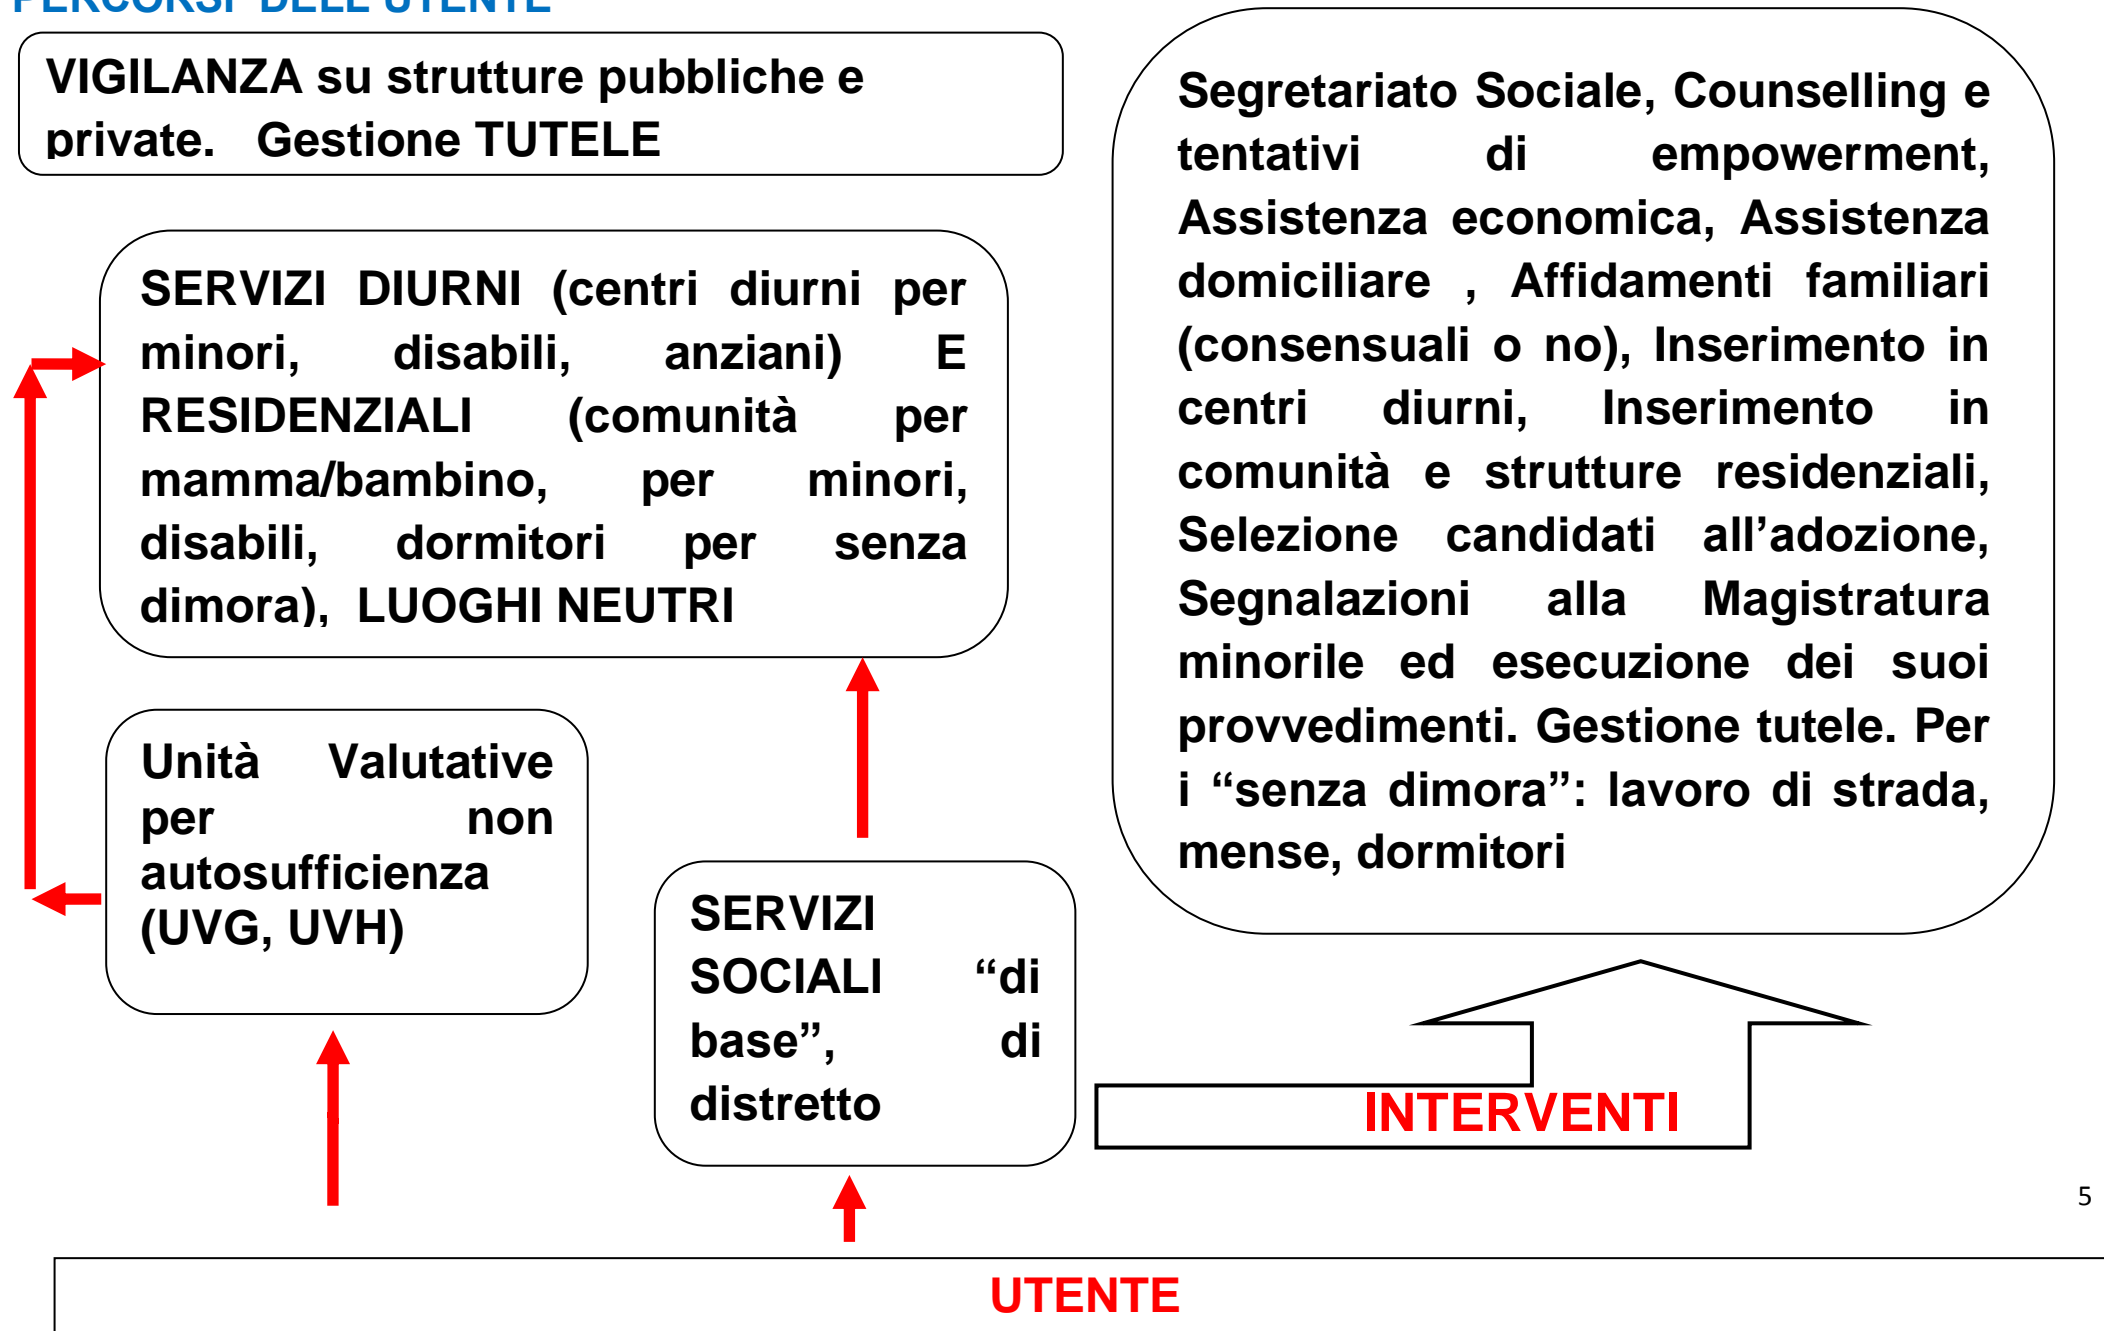 PERCORSI DELL'UTENTE
VIGILANZA su strutture pubbliche e
private. Gestione TUTELE
SERVIZI DIURNI (centri diurni per
minori, disabili, anziani) E
RESIDENZIALI (comunità per
mamma/bambino, per minori,
disabili, dormitori per senza
dimora), LUOGHI NEUTRI
Unità Valutative
per non
autosufficienza
(UVG, UVH)
SERVIZI
SOCIALI “di
base”, di
distretto
Segretariato Sociale, Counselling e
tentativi di empowerment,
Assistenza economica, Assistenza
domiciliare , Affidamenti familiari
(consensuali o no), Inserimento in
centri diurni, Inserimento in
comunità e strutture residenziali,
Selezione candidati all’adozione,
Segnalazioni alla Magistratura
minorile ed esecuzione dei suoi
provvedimenti. Gestione tutele. Per
i “senza dimora”: lavoro di strada,
mense, dormitori
INTERVENTI
5
UTENTE